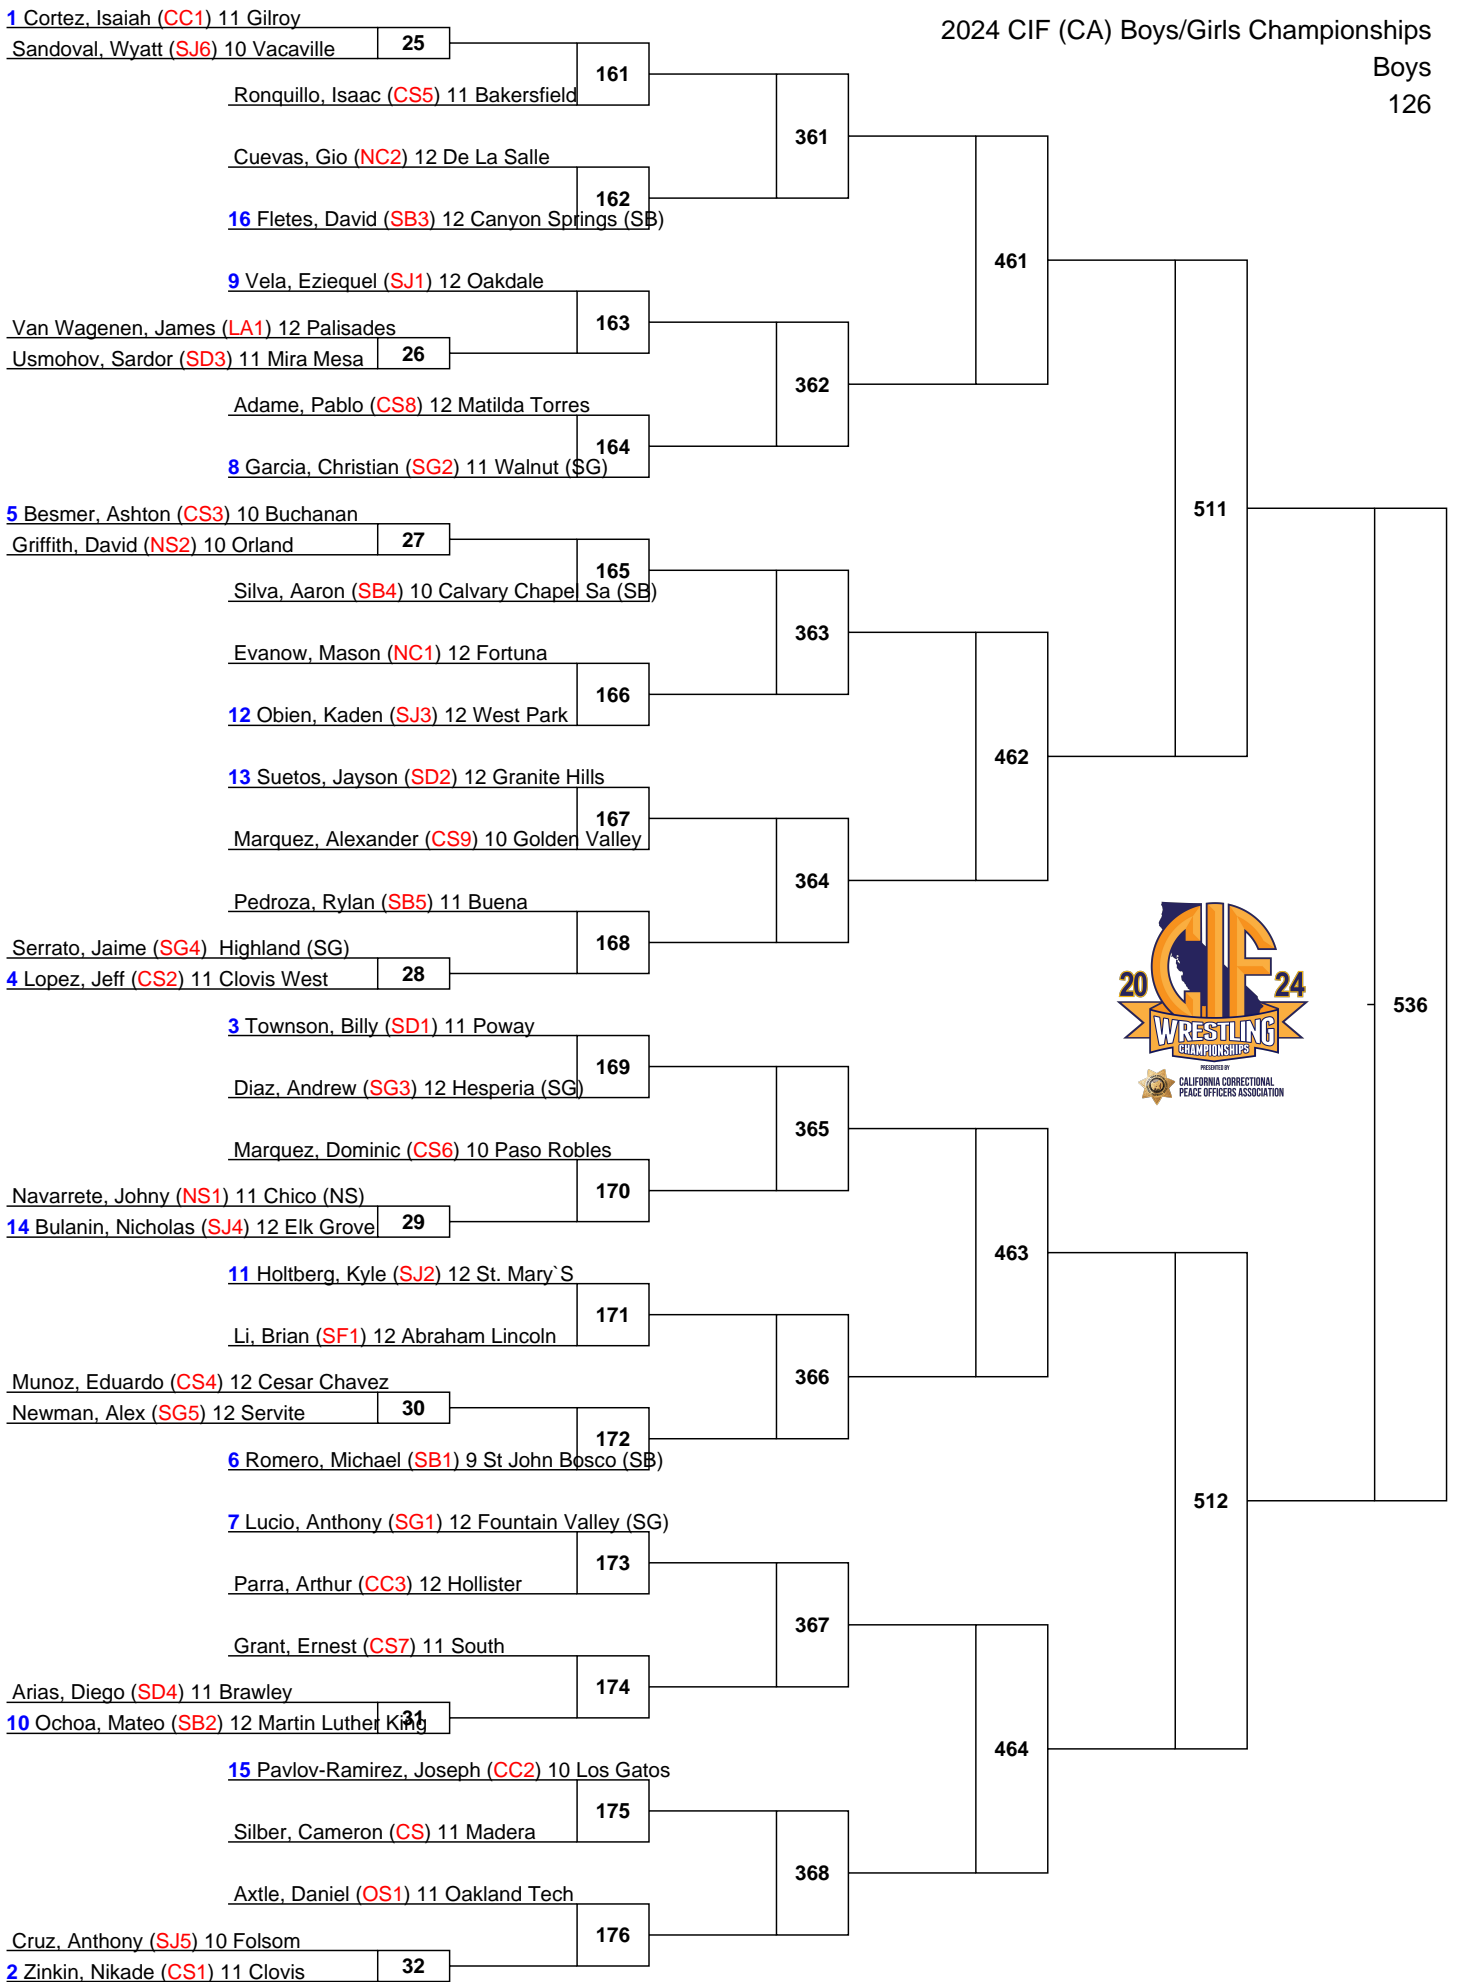 2024 CIF (CA) Boys/Girls Championships
Boys
126
1 Cortez, Isaiah (CC1) 11 Gilroy
Sandoval, Wyatt (SJ6) 10 Vacaville
25
161
Ronquillo, Isaac (CS5) 11 Bakersfield
361
Cuevas, Gio (NC2) 12 De La Salle
162
16 Fletes, David (SB3) 12 Canyon Springs (SB)
461
9 Vela, Eziequel (SJ1) 12 Oakdale
163
Van Wagenen, James (LA1) 12 Palisades
Usmohov, Sardor (SD3) 11 Mira Mesa
26
362
Adame, Pablo (CS8) 12 Matilda Torres
164
8 Garcia, Christian (SG2) 11 Walnut (SG)
511
5 Besmer, Ashton (CS3) 10 Buchanan
Griffith, David (NS2) 10 Orland
27
165
Silva, Aaron (SB4) 10 Calvary Chapel Sa (SB)
363
Evanow, Mason (NC1) 12 Fortuna
166
12 Obien, Kaden (SJ3) 12 West Park
462
13 Suetos, Jayson (SD2) 12 Granite Hills
167
Marquez, Alexander (CS9) 10 Golden Valley
364
Pedroza, Rylan (SB5) 11 Buena
168
Serrato, Jaime (SG4) Highland (SG)
4 Lopez, Jeff (CS2) 11 Clovis West
28
CIF
20 24
WRESTLING
CHAMPIONSHIPS
PRESENTED BY
CALIFORNIA CORRECTIONAL
PEACE OFFICERS ASSOCIATION
536
3 Townson, Billy (SD1) 11 Poway
169
Diaz, Andrew (SG3) 12 Hesperia (SG)
365
Marquez, Dominic (CS6) 10 Paso Robles
170
Navarrete, Johny (NS1) 11 Chico (NS)
14 Bulanin, Nicholas (SJ4) 12 Elk Grove
29
463
11 Holtberg, Kyle (SJ2) 12 St. Mary`S
171
Li, Brian (SF1) 12 Abraham Lincoln
366
Munoz, Eduardo (CS4) 12 Cesar Chavez
Newman, Alex (SG5) 12 Servite
30
172
6 Romero, Michael (SB1) 9 St John Bosco (SB)
512
7 Lucio, Anthony (SG1) 12 Fountain Valley (SG)
173
Parra, Arthur (CC3) 12 Hollister
367
Grant, Ernest (CS7) 11 South
174
Arias, Diego (SD4) 11 Brawley
10 Ochoa, Mateo (SB2) 12 Martin Luther King
31
464
15 Pavlov-Ramirez, Joseph (CC2) 10 Los Gatos
175
Silber, Cameron (CS) 11 Madera
368
Axtle, Daniel (OS1) 11 Oakland Tech
176
Cruz, Anthony (SJ5) 10 Folsom
2 Zinkin, Nikade (CS1) 11 Clovis
32